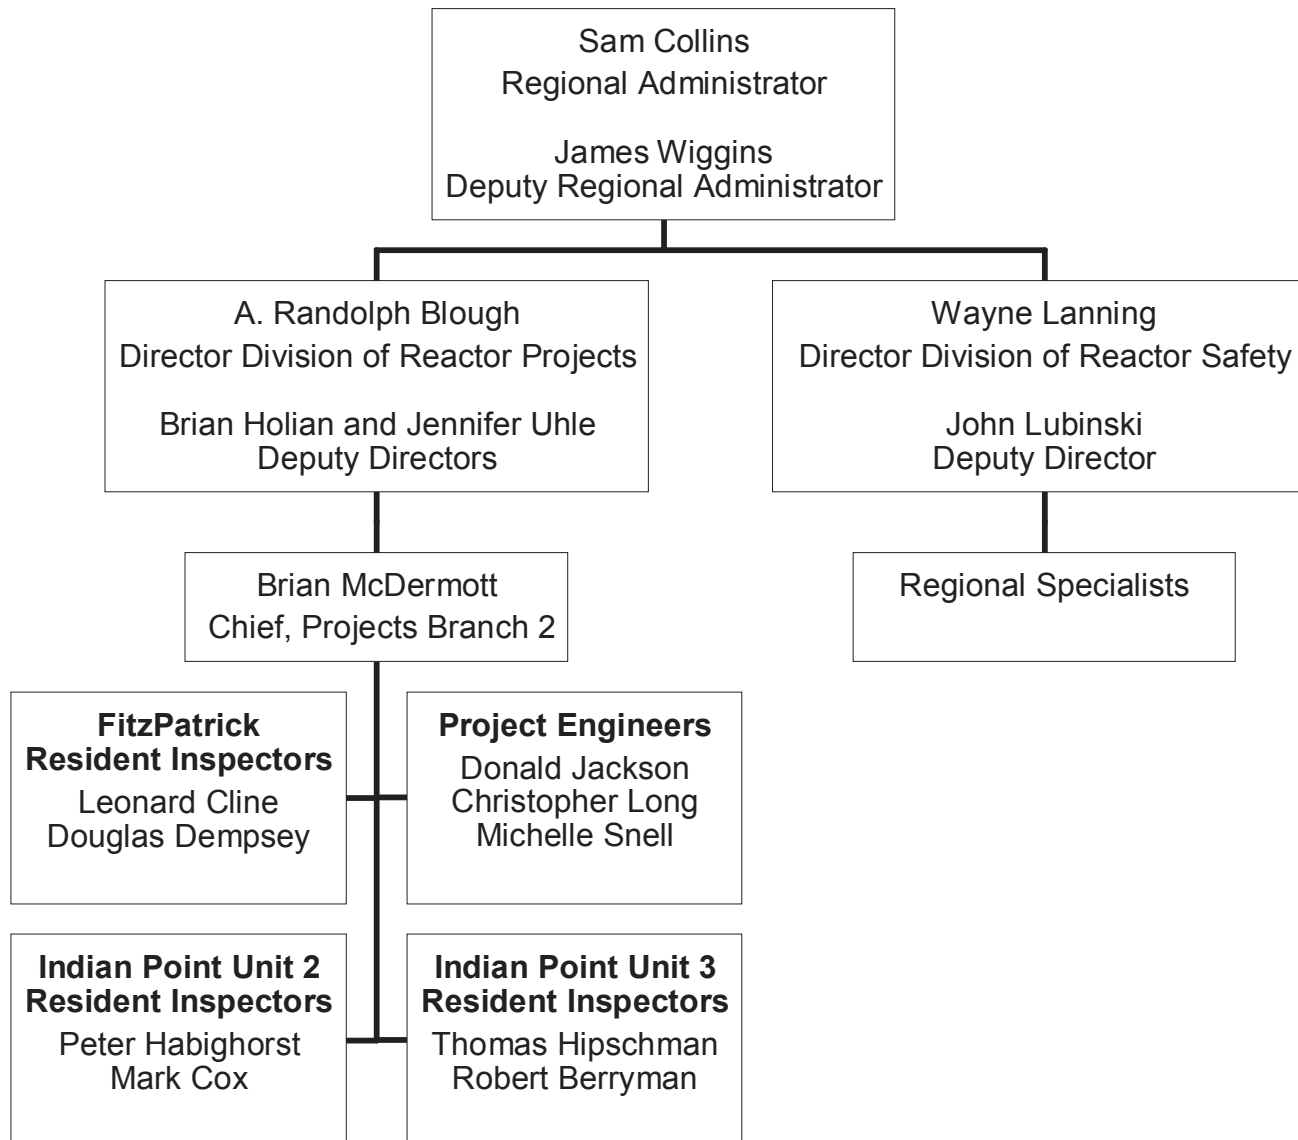 Sam Collins
Regional Administrator
James Wiggins
Deputy Regional Administrator
A. Randolph Blough
Director Division of Reactor Projects
Brian Holian and Jennifer Uhle
Deputy Directors
Wayne Lanning
Director Division of Reactor Safety
John Lubinski
Deputy Director
Brian McDermott
Chief, Projects Branch 2
Regional Specialists
FitzPatrick
Resident Inspectors
Leonard Cline
Douglas Dempsey
Project Engineers
Donald Jackson
Christopher Long
Michelle Snell
Indian Point Unit 2
Resident Inspectors
Peter Habighorst
Mark Cox
Indian Point Unit 3
Resident Inspectors
Thomas Hipschman
Robert Berryman